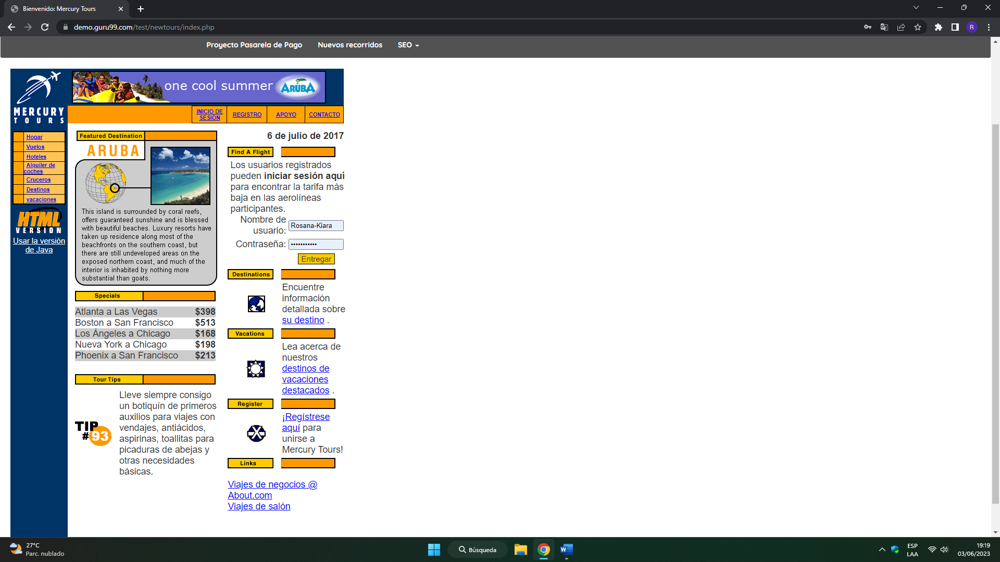 Bienvenido: Mercury Tours
demo.guru99.com/test/newtours/index.php
R
Proyecto Pasarela de Pago
Nuevos recorridos
SEO
MERCURY
TOURS
one cool summer
ARUBA
INICIO DE
SESIÓN
REGISTRO
APOYO
CONTACTO
Hogar
Vuelos
Hoteles
Alquiler de
coches
Cruceros
Destinos
vacaciones
HTML
VERSION
Usar la versión
de Java
Featured Destination
ARUBA
This island is surrounded by coral reefs,
offers guaranteed sunshine and is blessed
with beautiful beaches. Luxury resorts have
taken up residence along most of the
beachfronts on the southern coast, but
there are still undeveloped areas on the
exposed northern coast, and much of the
interior is inhabited by nothing more
substantial than goats.
Specials
Atlanta a Las Vegas $398
Boston a San Francisco $513
Los Ángeles a Chicago $168
Nueva York a Chicago $198
Phoenix a San Francisco $213
Tour Tips
TIP
#93
Lleve siempre consigo
un botiquín de primeros
auxilios para viajes con
vendajes, antiácidos,
aspirinas, toallitas para
picaduras de abejas y
otras necesidades
básicas.
6 de julio de 2017
Find A Flight
Los usuarios registrados
pueden iniciar sesión aquí
para encontrar la tarifa más
baja en las aerolíneas
participantes.
Nombre de
usuario: Rosana-Kiara
Contraseña: •••••••••••
Entregar
Destinations
Encuentre
información
detallada sobre
su destino .
Vacations
Lea acerca de
nuestros
destinos de
vacaciones
destacados .
Register
¡Regístrese
aquí para
unirse a
Mercury Tours!
Links
Viajes de negocios @
About.com
Viajes de salón
27°C
Parc. nublado
Búsqueda
ESP
LAA
19:19
03/06/2023